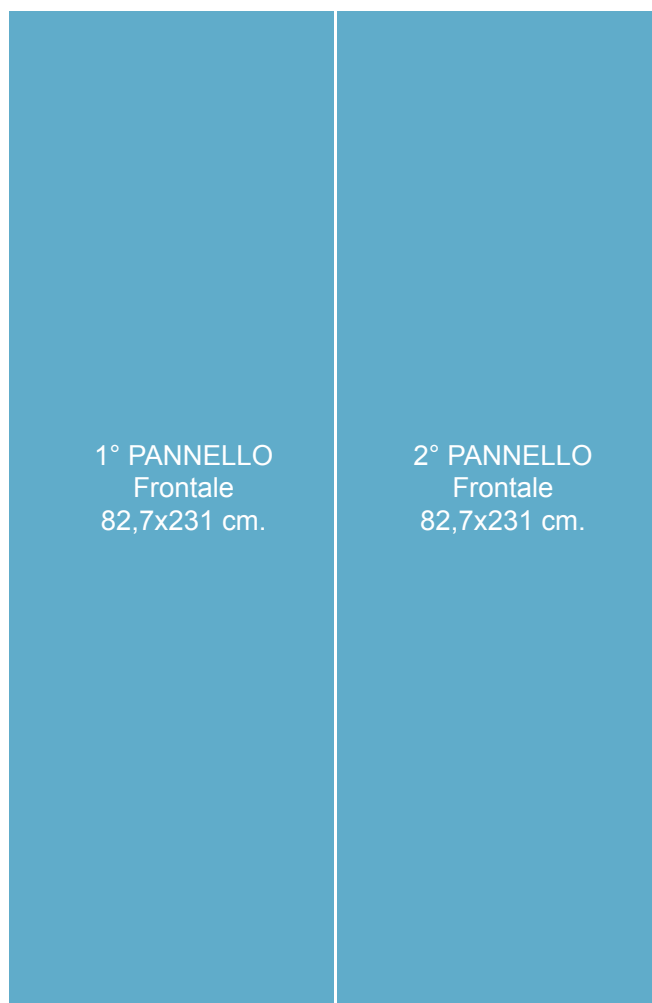 1° PANNELLO
Frontale
82,7x231 cm.
2° PANNELLO
Frontale
82,7x231 cm.